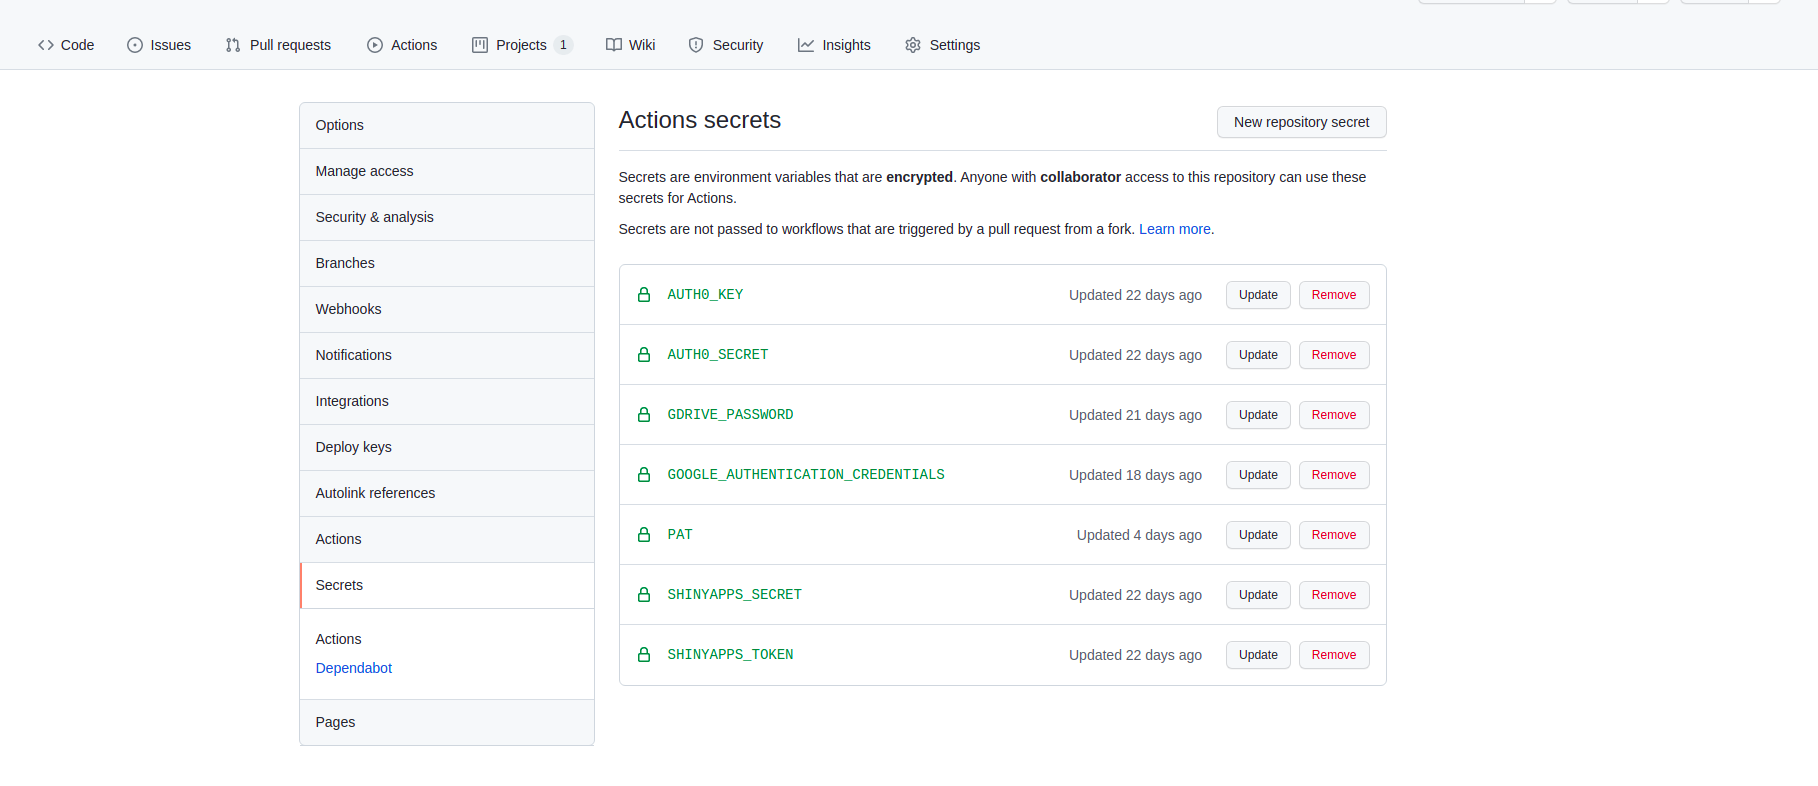 Code Issues Pull requests Actions Projects 1 Wiki Security Insights Settings
Options
Manage access
Security & analysis
Branches
Webhooks
Notifications
Integrations
Deploy keys
Autolink references
Actions
Secrets
Actions
Dependabot
Pages
Actions secrets
New repository secret
Secrets are environment variables that are encrypted. Anyone with collaborator access to this repository can use these
secrets for Actions.
Secrets are not passed to workflows that are triggered by a pull request from a fork. Learn more.
AUTH0_KEY Updated 22 days ago Update Remove
AUTH0_SECRET Updated 22 days ago Update Remove
GDRIVE_PASSWORD Updated 21 days ago Update Remove
GOOGLE_AUTHENTICATION_CREDENTIALS Updated 18 days ago Update Remove
PAT Updated 4 days ago Update Remove
SHINYAPPS_SECRET Updated 22 days ago Update Remove
SHINYAPPS_TOKEN Updated 22 days ago Update Remove